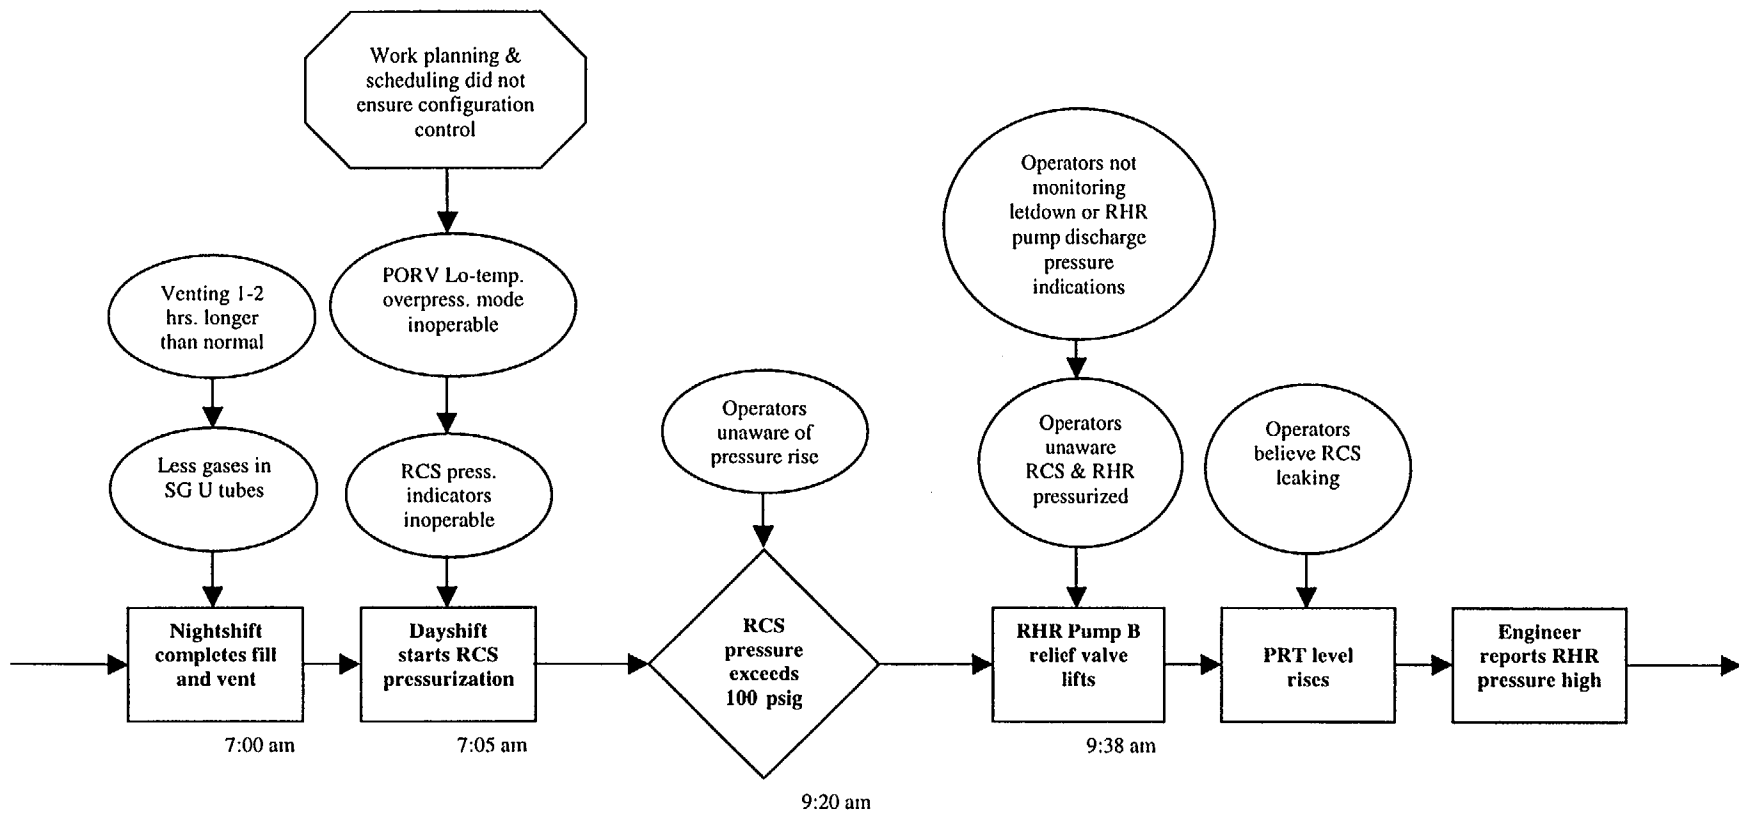 Work planning &
scheduling did not
ensure configuration
control
Operators not
monitoring
letdown or RHR
pump discharge
pressure
indications
Venting 1-2
hrs. longer
than normal
PORV Lo-temp.
overpress. mode
inoperable
Operators
unaware of
pressure rise
Operators
unaware
RCS & RHR
pressurized
Operators
believe RCS
leaking
Less gases in
SG U tubes
RCS press.
indicators
inoperable
Nightshift
completes fill
and vent
Dayshift
starts RCS
pressurization
RCS
pressure
exceeds
100 psig
RHR Pump B
relief valve
lifts
PRT level
rises
Engineer
reports RHR
pressure high
7:00 am
7:05 am
9:38 am
9:20 am